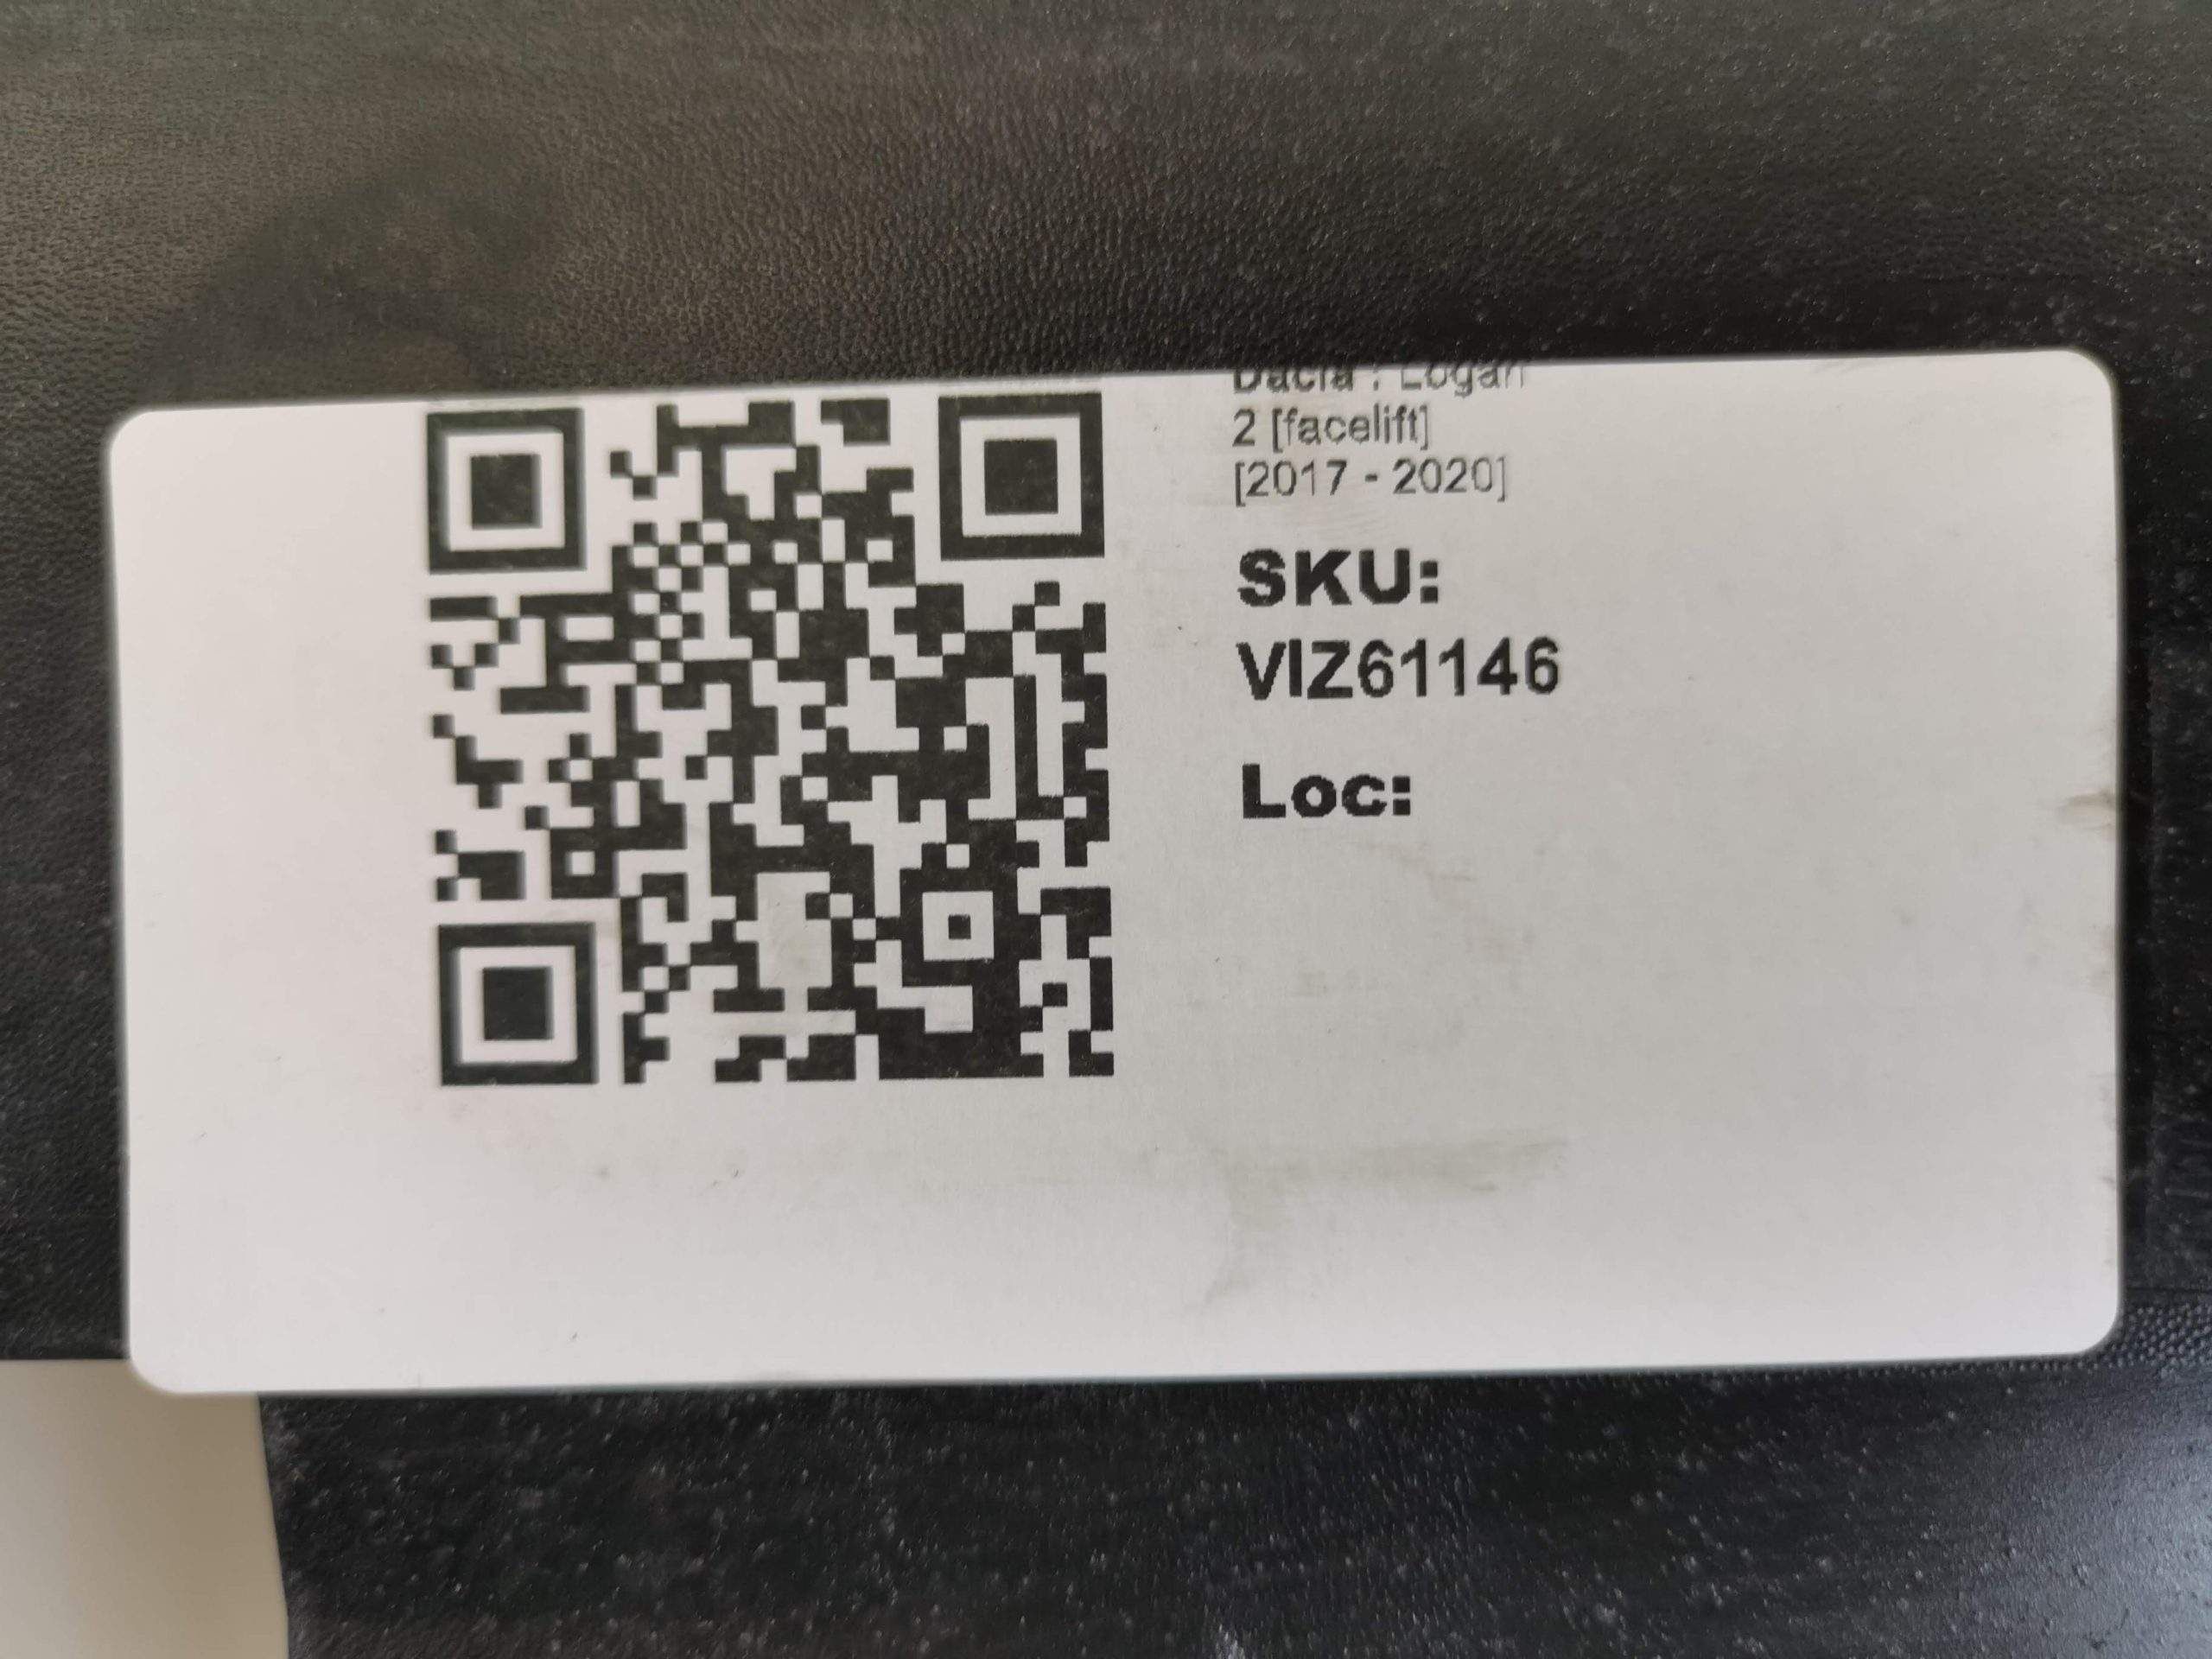 Dacia : Logan
2 [facelift]
[2017 - 2020]
SKU:
VIZ61146
Loc: